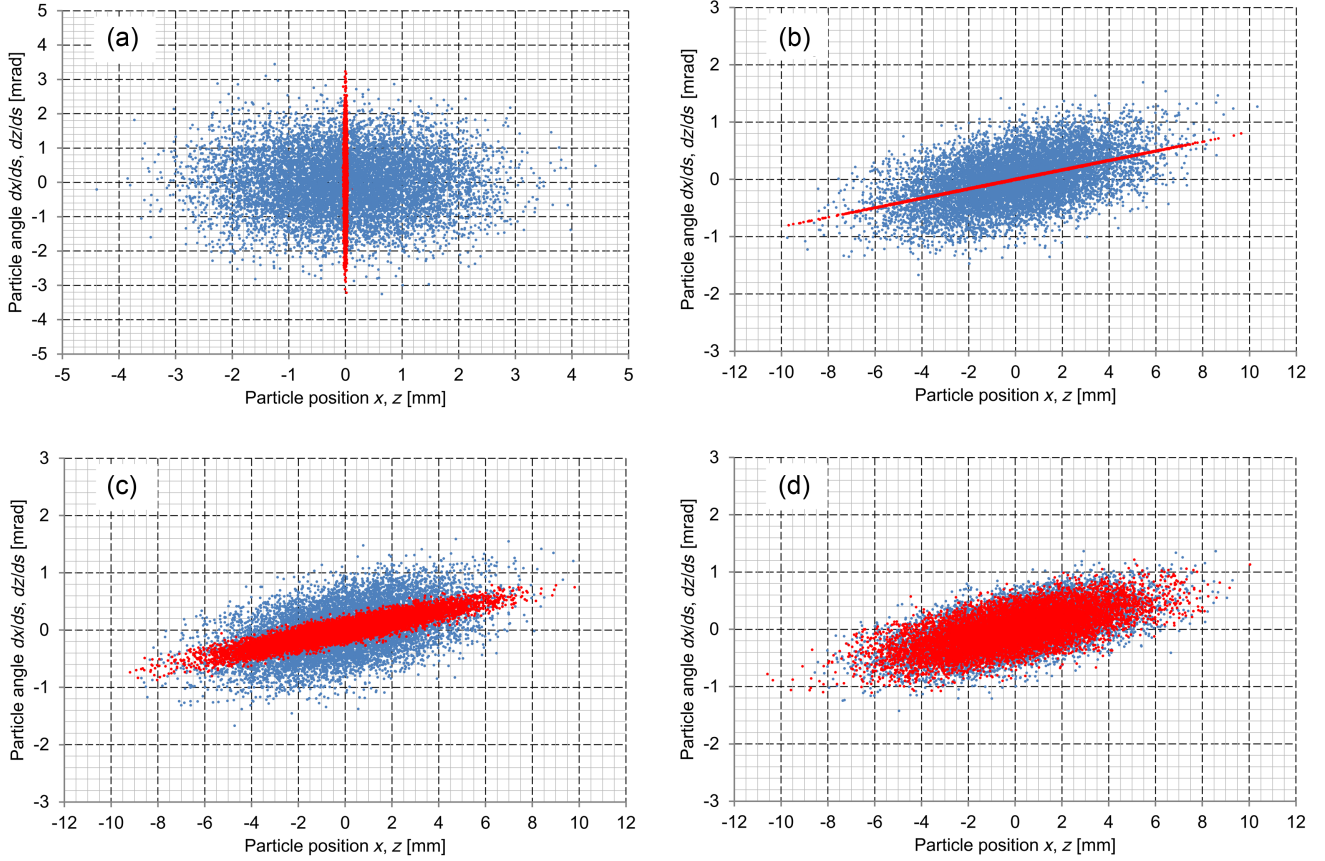 (a)
Particle angle dx/ds, dz/ds [mrad]
5
4
3
2
1
0
-1
-2
-3
-4
-5
-5 -4 -3 -2 -1 0 1 2 3 4 5
Particle position x, z [mm]
(b)
Particle angle dx/ds, dz/ds [mrad]
3
2
1
0
-1
-2
-3
-12 -10 -8 -6 -4 -2 0 2 4 6 8 10 12
Particle position x, z [mm]
(c)
Particle angle dx/ds, dz/ds [mrad]
3
2
1
0
-1
-2
-3
-12 -10 -8 -6 -4 -2 0 2 4 6 8 10 12
Particle position x, z [mm]
(d)
Particle angle dx/ds, dz/ds [mrad]
3
2
1
0
-1
-2
-3
-12 -10 -8 -6 -4 -2 0 2 4 6 8 10 12
Particle position x, z [mm]